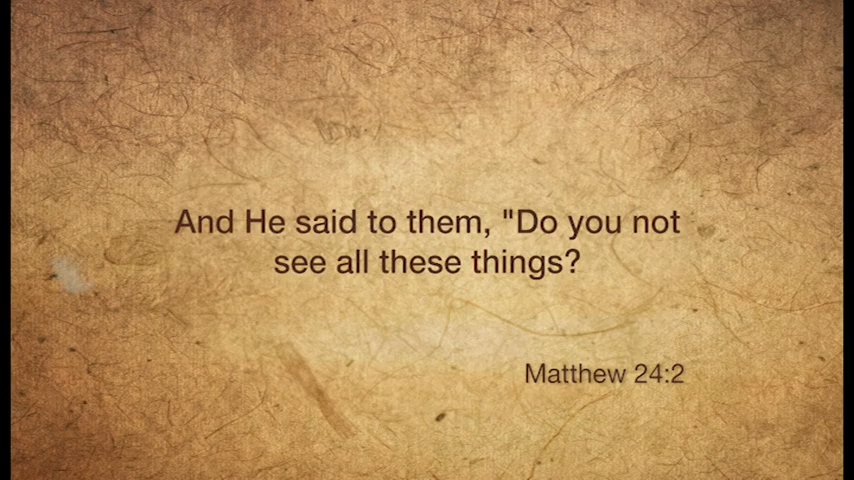 And He said to them, "Do you not
see all these things?
Matthew 24:2